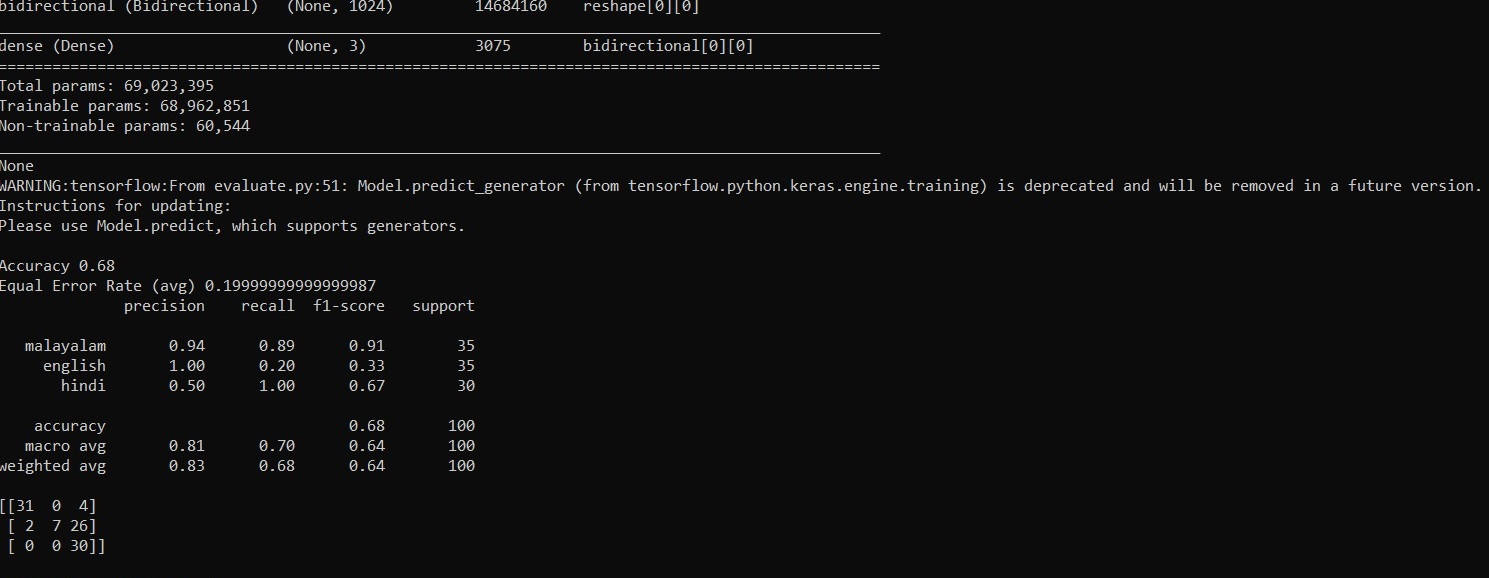 bidirectional (Bidirectional)   (None, 1024)         14684160    reshape[0][0]
dense (Dense)                   (None, 3)            3075        bidirectional[0][0]
==================================================================================================
Total params: 69,023,395
Trainable params: 68,962,851
Non-trainable params: 60,544
None
WARNING:tensorflow:From evaluate.py:51: Model.predict_generator (from tensorflow.python.keras.engine.training) is deprecated and will be removed in a future version.
Instructions for updating:
Please use Model.predict, which supports generators.
Accuracy 0.68
Equal Error Rate (avg) 0.19999999999999987
              precision    recall  f1-score   support
   malayalam       0.94      0.89      0.91        35
     english       1.00      0.20      0.33        35
       hindi       0.50      1.00      0.67        30
    accuracy                           0.68       100
   macro avg       0.81      0.70      0.64       100
weighted avg       0.83      0.68      0.64       100
[[31  0  4]
 [ 2  7 26]
 [ 0  0 30]]